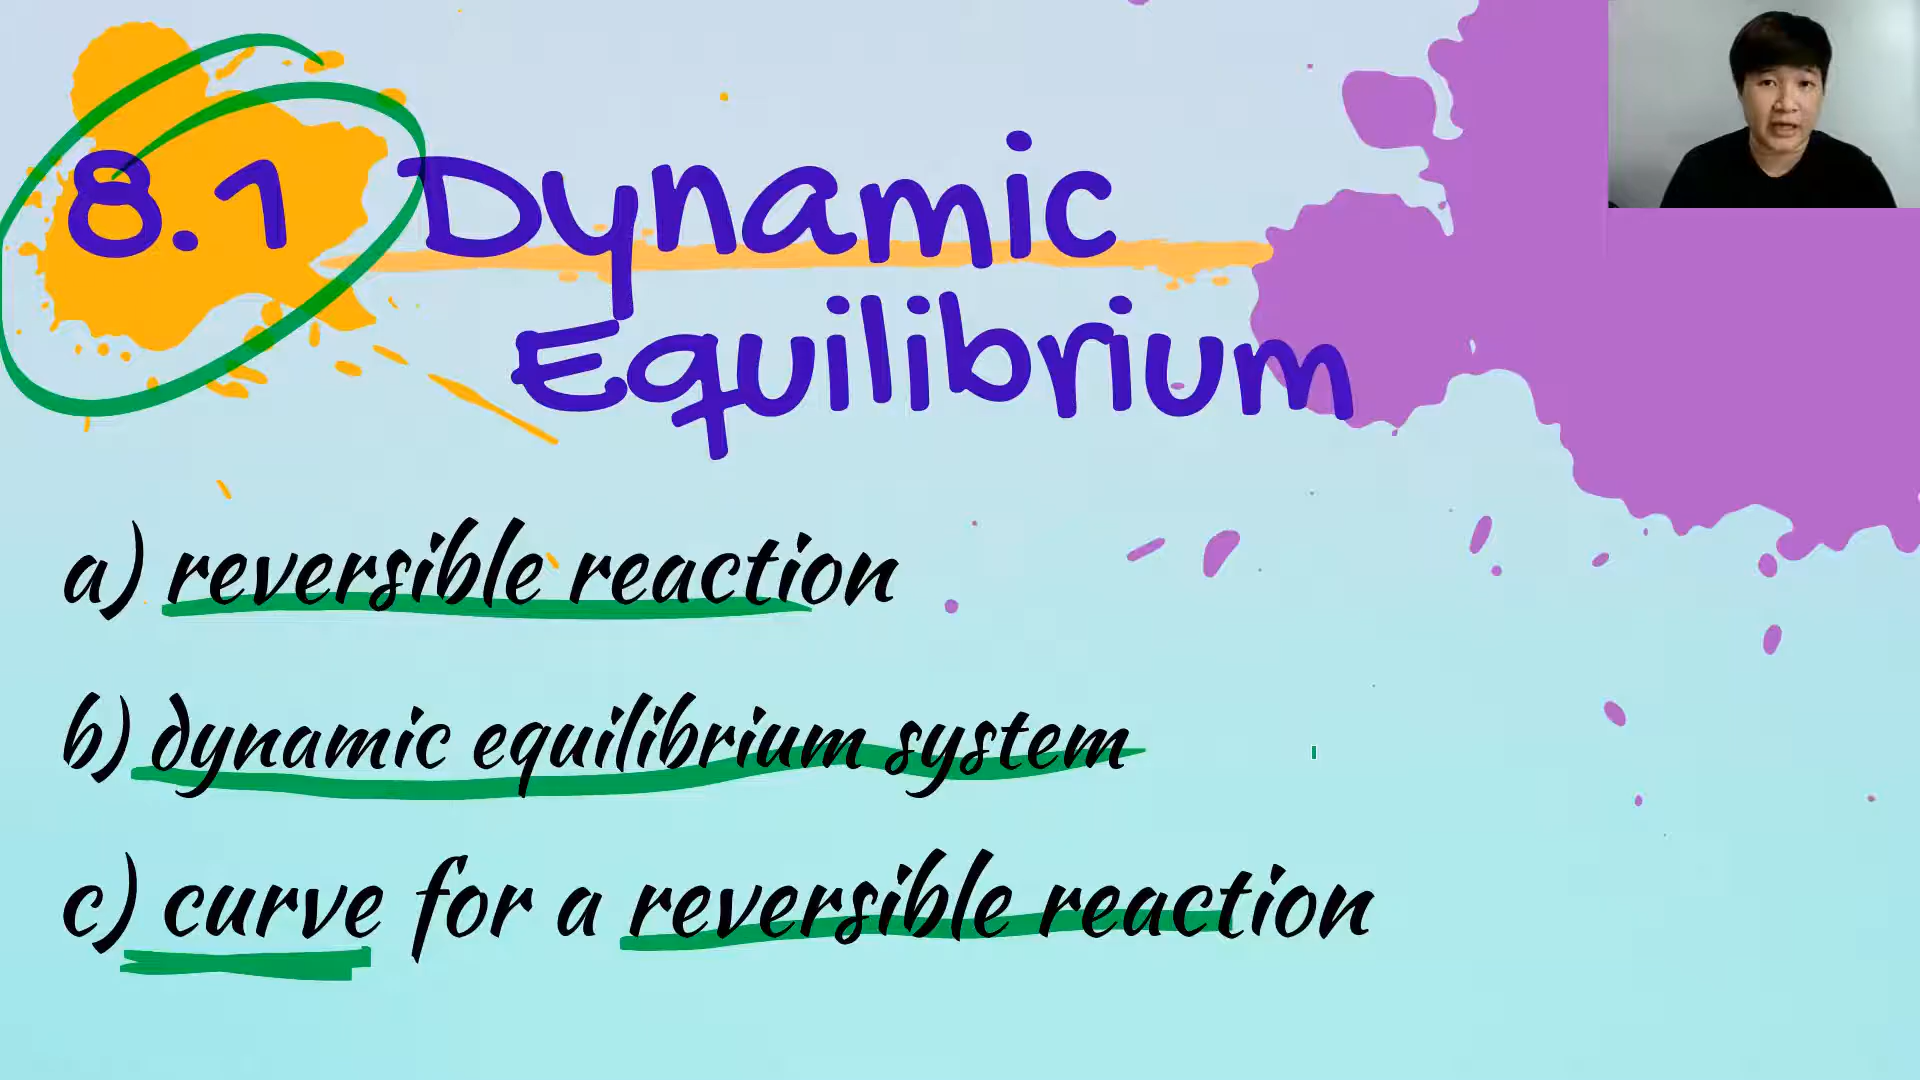 8.1 Dynamic
Equilibrium
a) reversible reaction
b) dynamic equilibrium system
c) curve for a reversible reaction